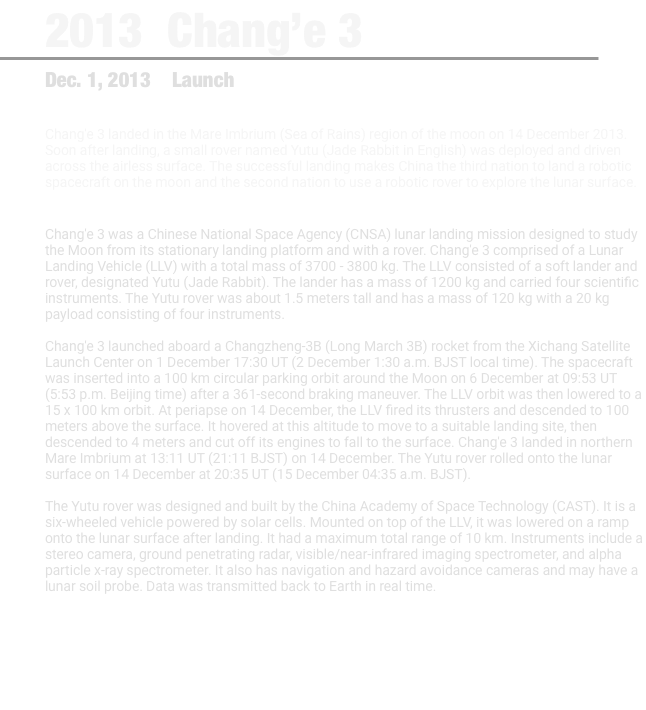 2013 Chang’e 3
Dec. 1, 2013 Launch
Chang'e 3 landed in the Mare Imbrium (Sea of Rains) region of the moon on 14 December 2013.
Soon after landing, a small rover named Yutu (Jade Rabbit in English) was deployed and driven
across the airless surface. The successful landing makes China the third nation to land a robotic
spacecraft on the moon and the second nation to use a robotic rover to explore the lunar surface.
Chang'e 3 was a Chinese National Space Agency (CNSA) lunar landing mission designed to study
the Moon from its stationary landing platform and with a rover. Chang'e 3 comprised of a Lunar
Landing Vehicle (LLV) with a total mass of 3700 - 3800 kg. The LLV consisted of a soft lander and
rover, designated Yutu (Jade Rabbit). The lander has a mass of 1200 kg and carried four scientific
instruments. The Yutu rover was about 1.5 meters tall and has a mass of 120 kg with a 20 kg
payload consisting of four instruments.
Chang'e 3 launched aboard a Changzheng-3B (Long March 3B) rocket from the Xichang Satellite
Launch Center on 1 December 17:30 UT (2 December 1:30 a.m. BJST local time). The spacecraft
was inserted into a 100 km circular parking orbit around the Moon on 6 December at 09:53 UT
(5:53 p.m. Beijing time) after a 361-second braking maneuver. The LLV orbit was then lowered to a
15 x 100 km orbit. At periapse on 14 December, the LLV fired its thrusters and descended to 100
meters above the surface. It hovered at this altitude to move to a suitable landing site, then
descended to 4 meters and cut off its engines to fall to the surface. Chang'e 3 landed in northern
Mare Imbrium at 13:11 UT (21:11 BJST) on 14 December. The Yutu rover rolled onto the lunar
surface on 14 December at 20:35 UT (15 December 04:35 a.m. BJST).
The Yutu rover was designed and built by the China Academy of Space Technology (CAST). It is a
six-wheeled vehicle powered by solar cells. Mounted on top of the LLV, it was lowered on a ramp
onto the lunar surface after landing. It had a maximum total range of 10 km. Instruments include a
stereo camera, ground penetrating radar, visible/near-infrared imaging spectrometer, and alpha
particle x-ray spectrometer. It also has navigation and hazard avoidance cameras and may have a
lunar soil probe. Data was transmitted back to Earth in real time.